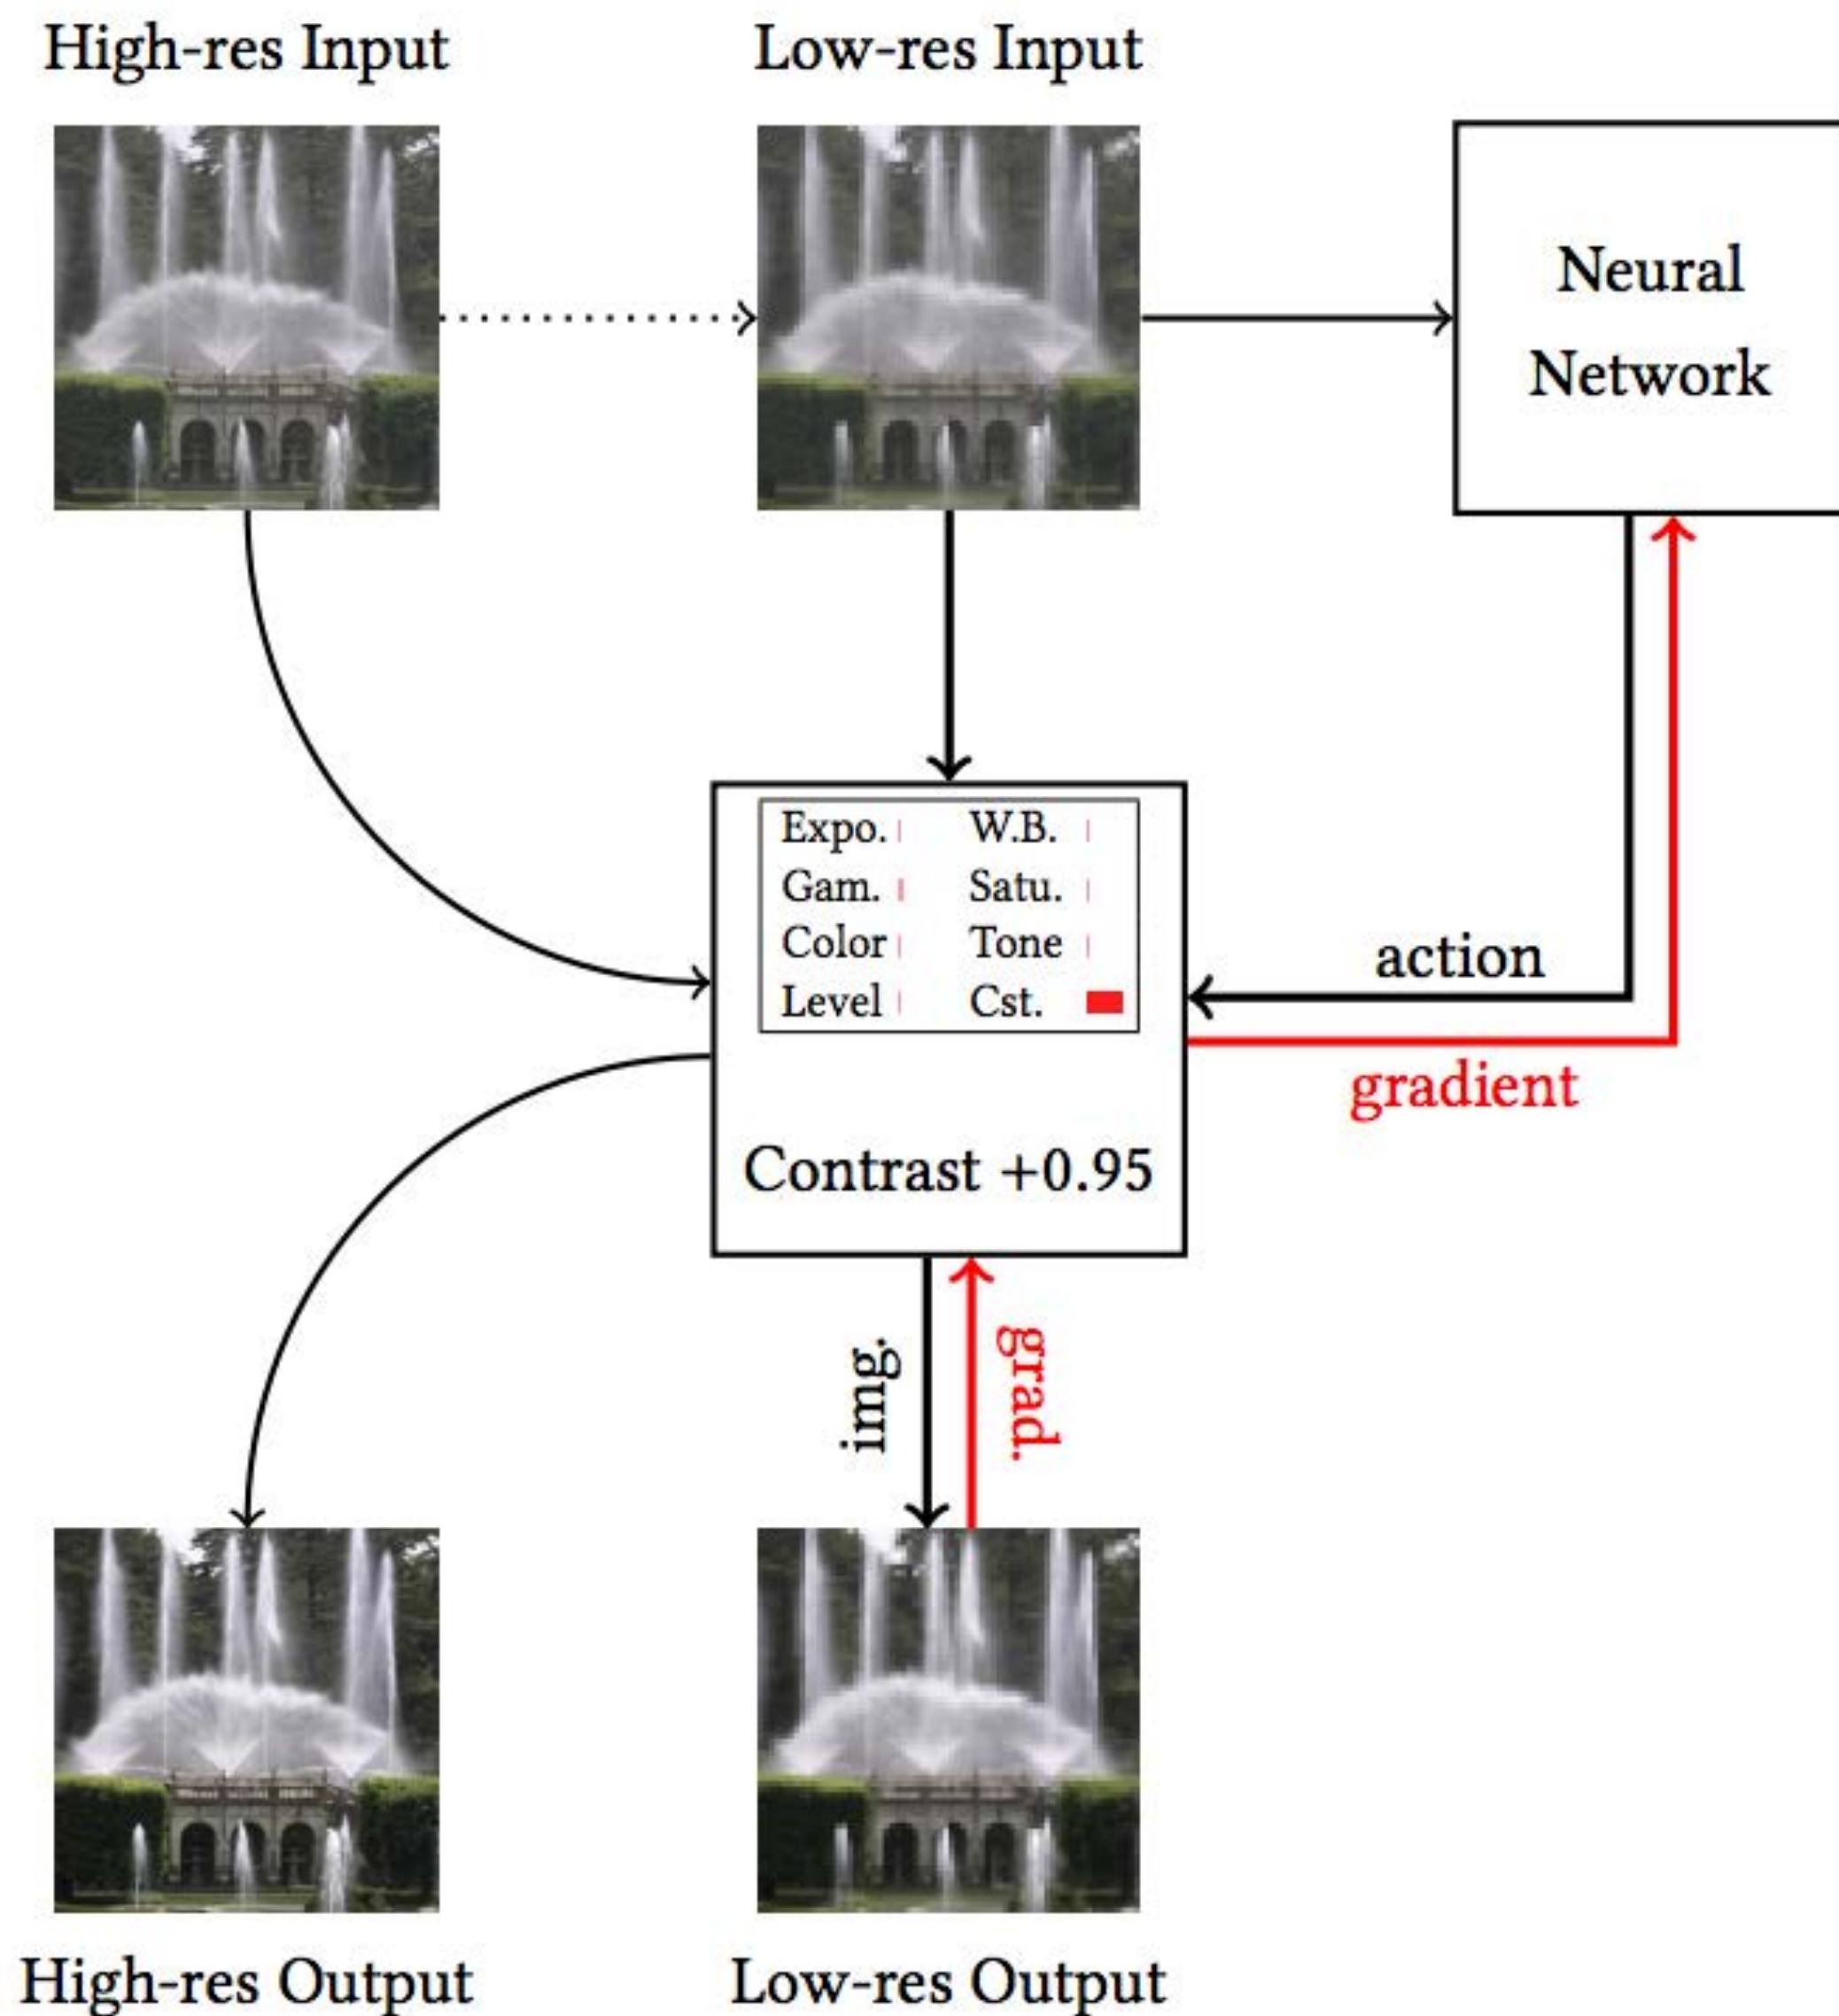 High-res Input
Low-res Input
Neural
Network
Expo.
W.B.
Gam.
Satu.
Color
Tone
Level
Cst.
action
gradient
Contrast +0.95
img.
grad.
High-res Output
Low-res Output